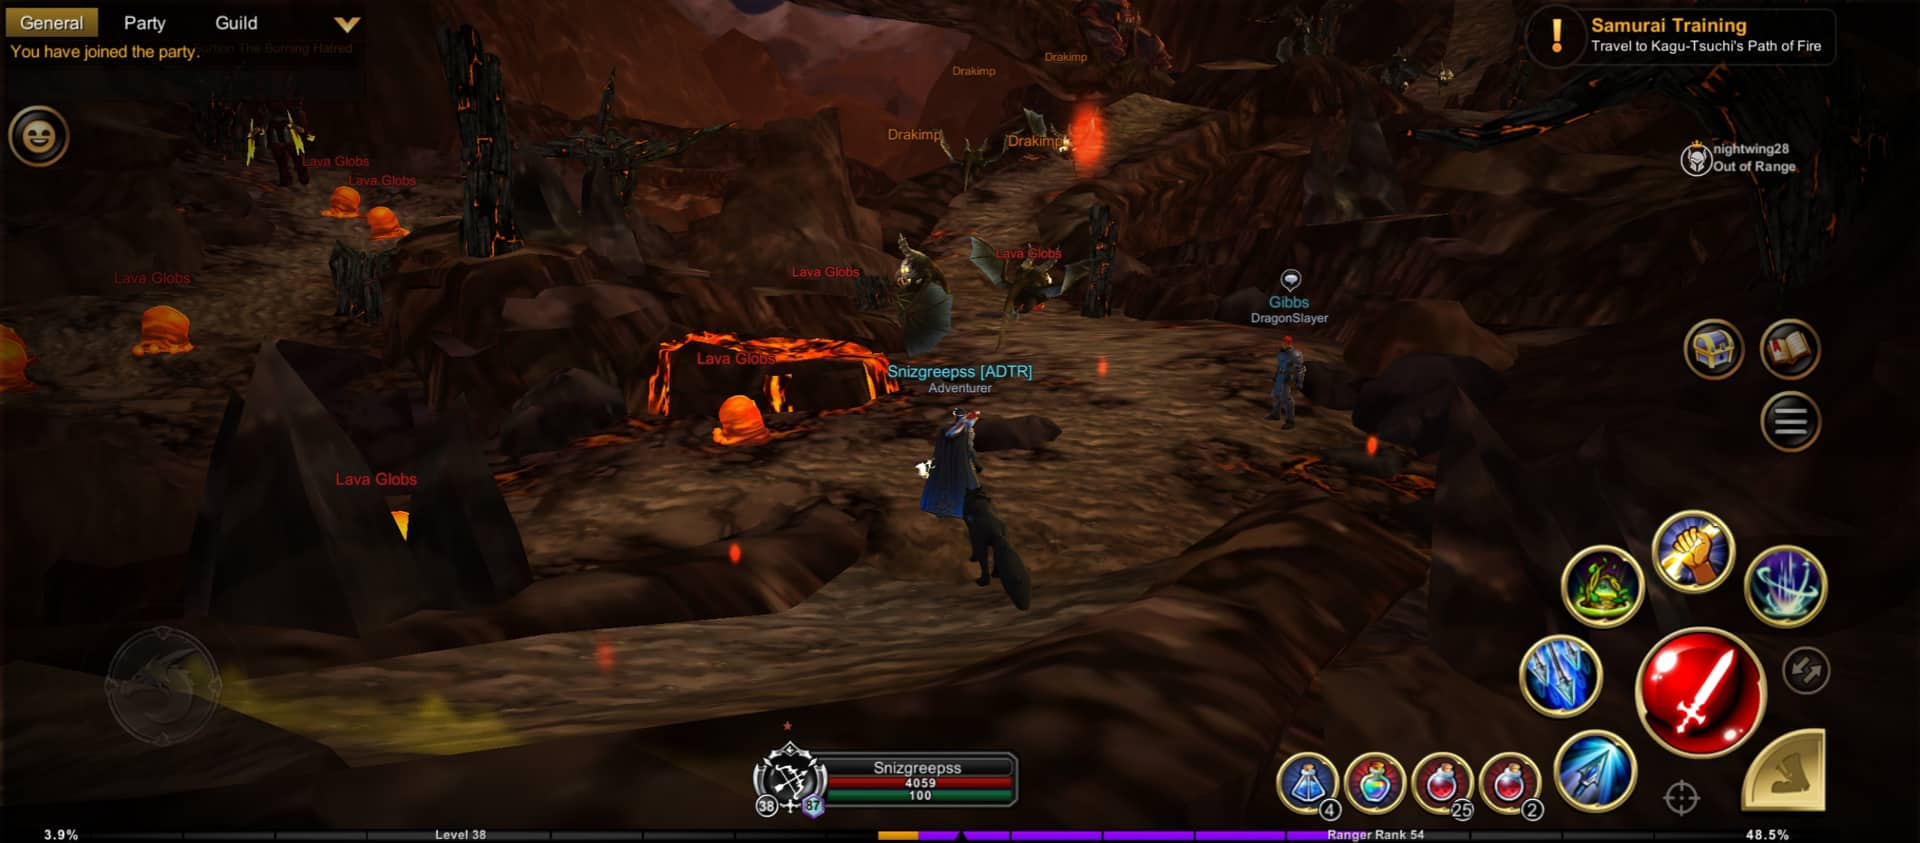 General
Party
Guild
You have joined the party.
The Burning Hatred
Samurai Training
Travel to Kagu-Tsuchi's Path of Fire
nightwing28
Out of Range
Drakimp
Drakimp
Drakimp
Drakimp
Lava Globs
Lava Globs
Lava Globs
Lava Globs
Lava Globs
Lava Globs
Lava Globs
Gibbs
DragonSlayer
Snizgreepss [ADTR]
Adventurer
Snizgreepss
4059
100
38
87
4
25
2
3.9%
Level 38
Ranger Rank 54
48.5%